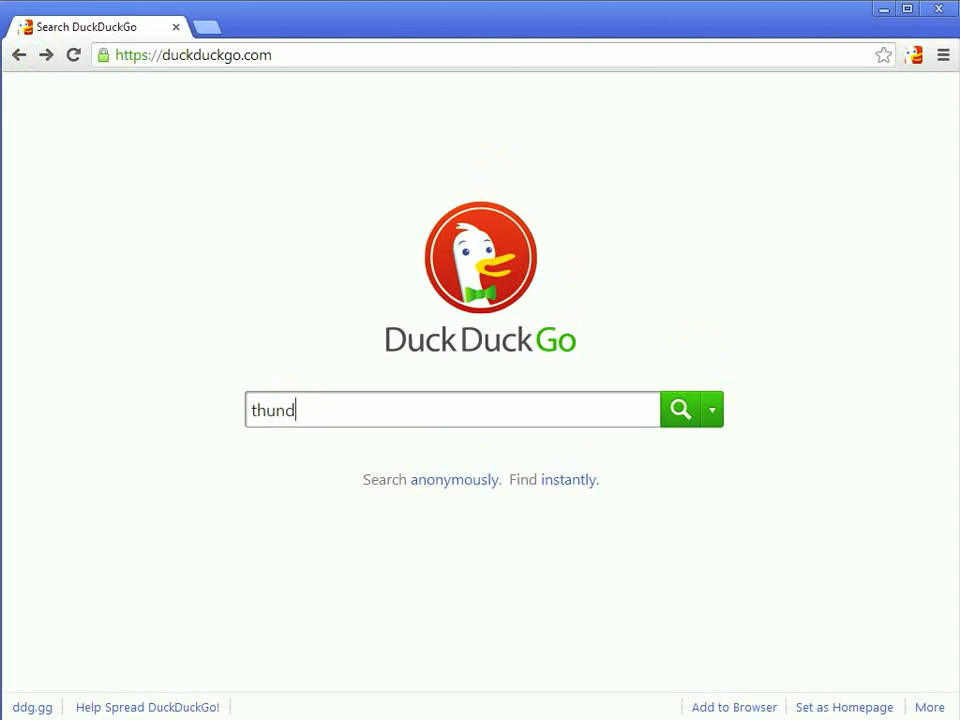 Search DuckDuckGo
https://duckduckgo.com
DuckDuckGo
thund
Search anonymously. Find instantly.
ddg.gg Help Spread DuckDuckGo! Add to Browser Set as Homepage More